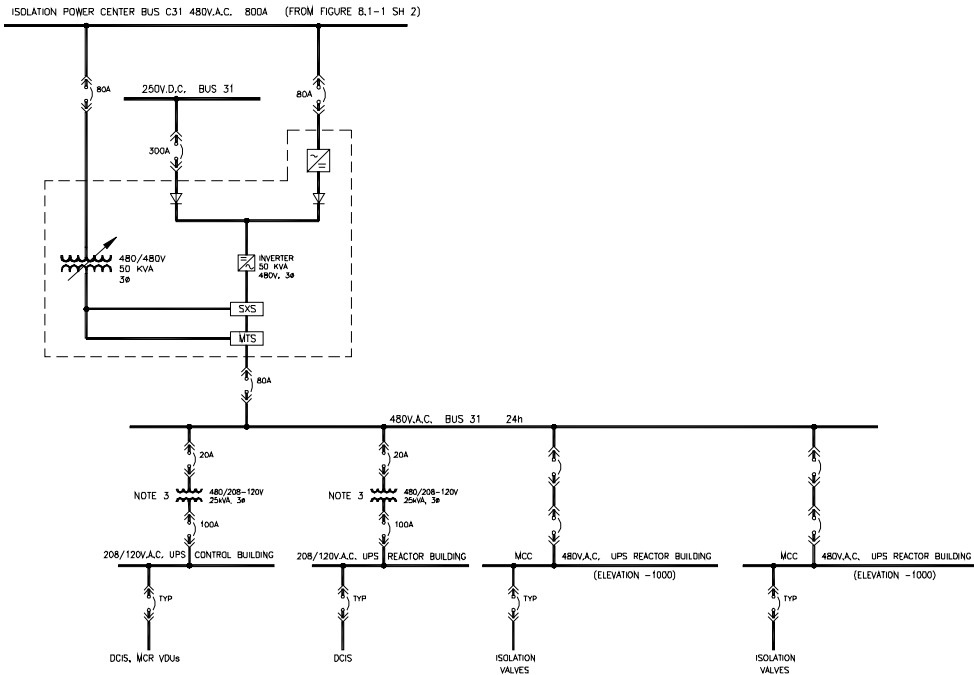 ISOLATION POWER CENTER BUS C31 480V.A.C. 800A (FROM FIGURE 8.1-1 SH 2)
80A
250V.D.C. BUS 31
80A
300A
480/480V
50 KVA
3ø
INVERTER
50 KVA
480V, 3ø
SXS
MTS
80A
480V.A.C. BUS 31 24h
20A
20A
NOTE 3
480/208-120V
25kVA, 3ø
NOTE 3
480/208-120V
25kVA, 3ø
100A
100A
208/120V.A.C. UPS CONTROL BUILDING
208/120V.A.C. UPS REACTOR BUILDING
MCC 480V.A.C. UPS REACTOR BUILDING
(ELEVATION -1000)
MCC 480V.A.C. UPS REACTOR BUILDING
(ELEVATION -1000)
TYP
TYP
TYP
TYP
DCIS, MCR VDUs
DCIS
ISOLATION
VALVES
ISOLATION
VALVES